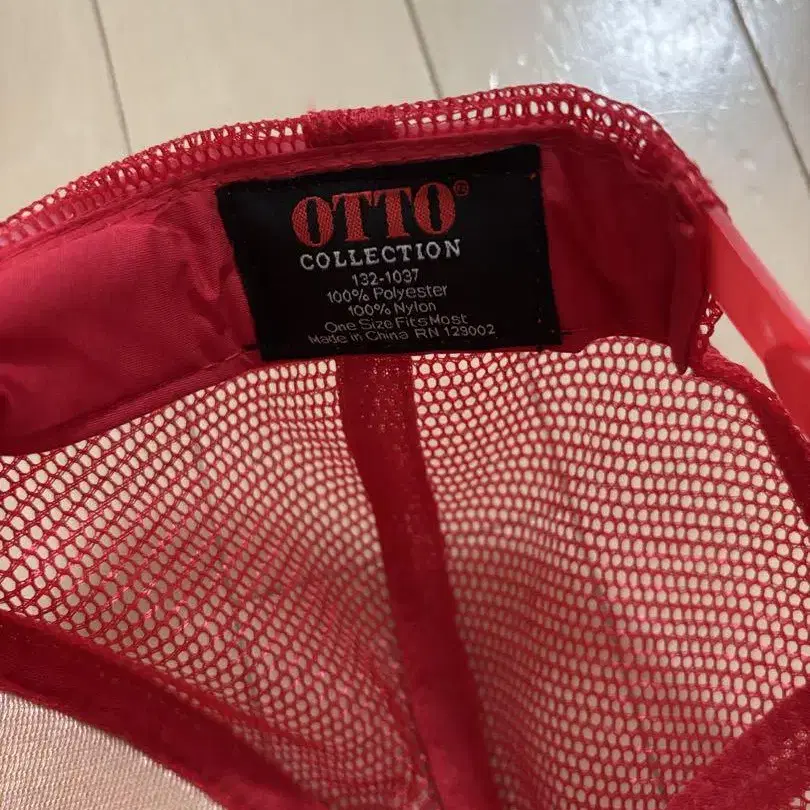 OTTO®
COLLECTION
132-1037
100% Polyester
100% Nylon
One Size Fits Most
Made in China RN 129002